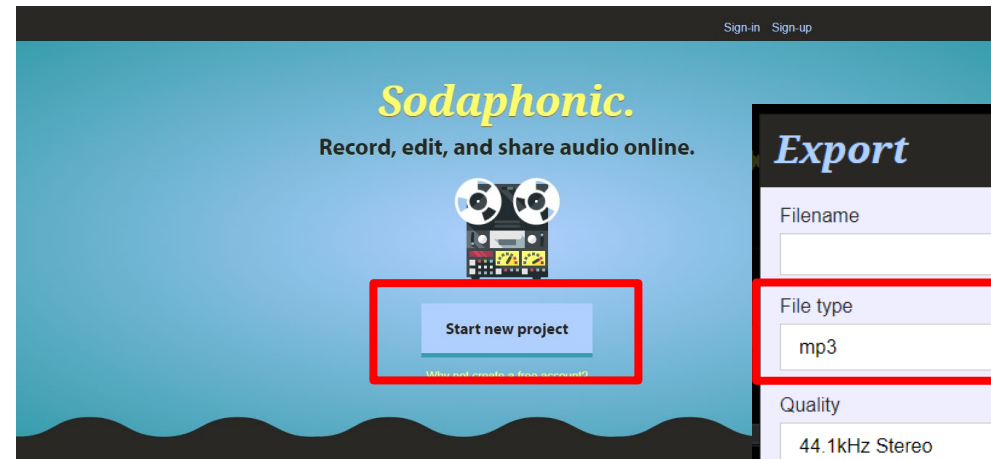 Sign-in Sign-up
Sodaphonic.
Record, edit, and share audio online.
Start new project
Why not create a free account?
Export
Filename
File type
mp3
Quality
44.1kHz Stereo